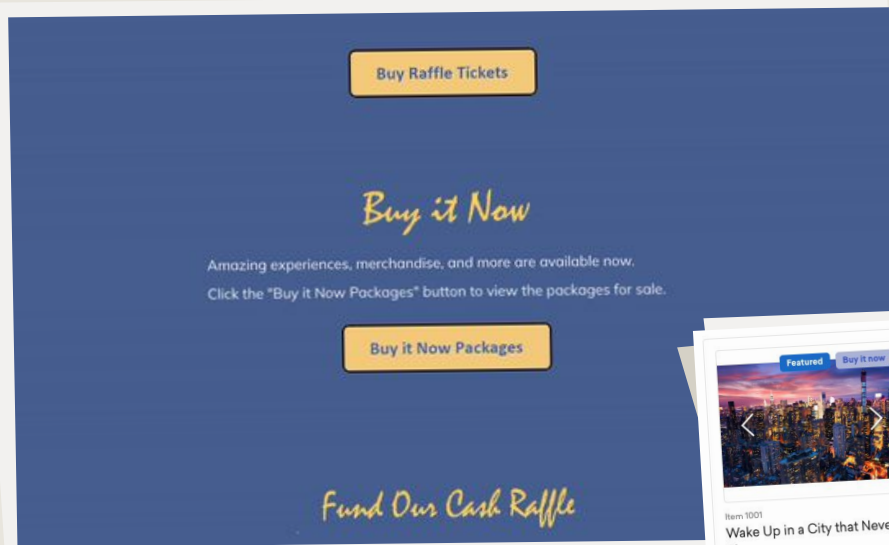 Buy Raffle Tickets
Buy it Now
Amazing experiences, merchandise, and more are available now.
Click the "Buy it Now Packages" button to view the packages for sale.
Buy it Now Packages
Featured
Buy it now
Fund Our Cash Raffle
Item 1001
Wake Up in a City that Neve